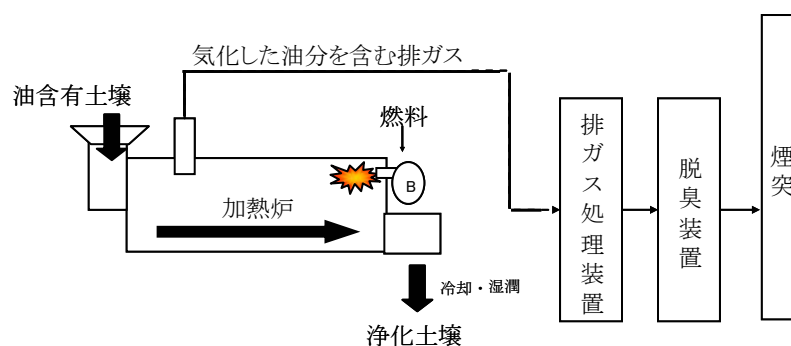 気化した油分を含む排ガス
油含有土壌
燃料
B
加熱炉
冷却・湿潤
浄化土壌
排ガス処理装置
脱臭装置
煙突